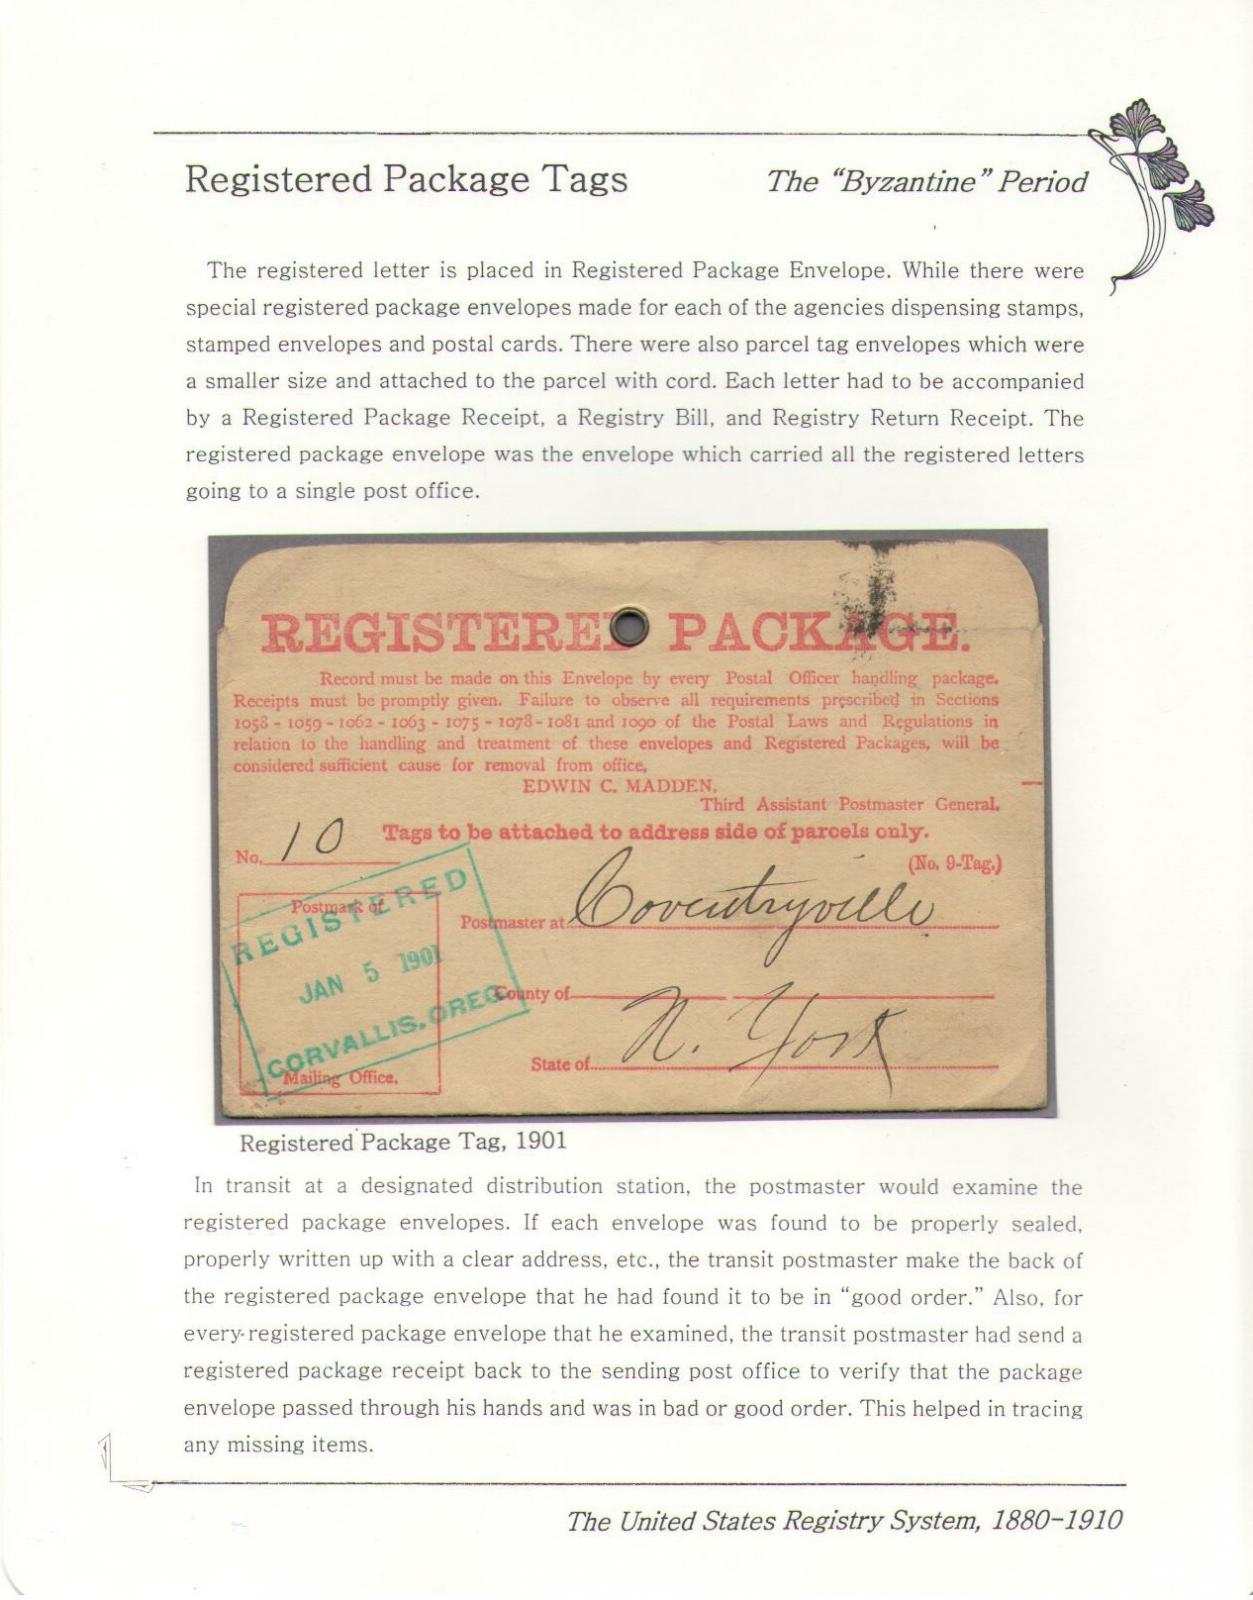 Registered Package Tags The "Byzantine" Period
The registered letter is placed in Registered Package Envelope. While there were
special registered package envelopes made for each of the agencies dispensing stamps,
stamped envelopes and postal cards. There were also parcel tag envelopes which were
a smaller size and attached to the parcel with cord. Each letter had to be accompanied
by a Registered Package Receipt, a Registry Bill, and Registry Return Receipt. The
registered package envelope was the envelope which carried all the registered letters
going to a single post office.
REGISTERED PACKAGE.
Record must be made on this Envelope by every Postal Officer handling package.
Receipts must be promptly given. Failure to observe all requirements prescribed in Sections
1058 - 1059 - 1062 - 1063 - 1075 - 1078 - 1081 and 1090 of the Postal Laws and Regulations in
relation to the handling and treatment of these envelopes and Registered Packages, will be
considered sufficient cause for removal from office.
EDWIN C. MADDEN,
Third Assistant Postmaster General.
Tags to be attached to address side of parcels only.
No. 10
(No. 9-Tag.)
Postmark of
REGISTERED
JAN 5 1901
CORVALLIS. OREG
Mailing Office.
Postmaster at Coventryville
County of
State of N. York
Registered Package Tag, 1901
In transit at a designated distribution station, the postmaster would examine the
registered package envelopes. If each envelope was found to be properly sealed,
properly written up with a clear address, etc., the transit postmaster make the back of
the registered package envelope that he had found it to be in "good order." Also, for
every registered package envelope that he examined, the transit postmaster had send a
registered package receipt back to the sending post office to verify that the package
envelope passed through his hands and was in bad or good order. This helped in tracing
any missing items.
The United States Registry System, 1880-1910